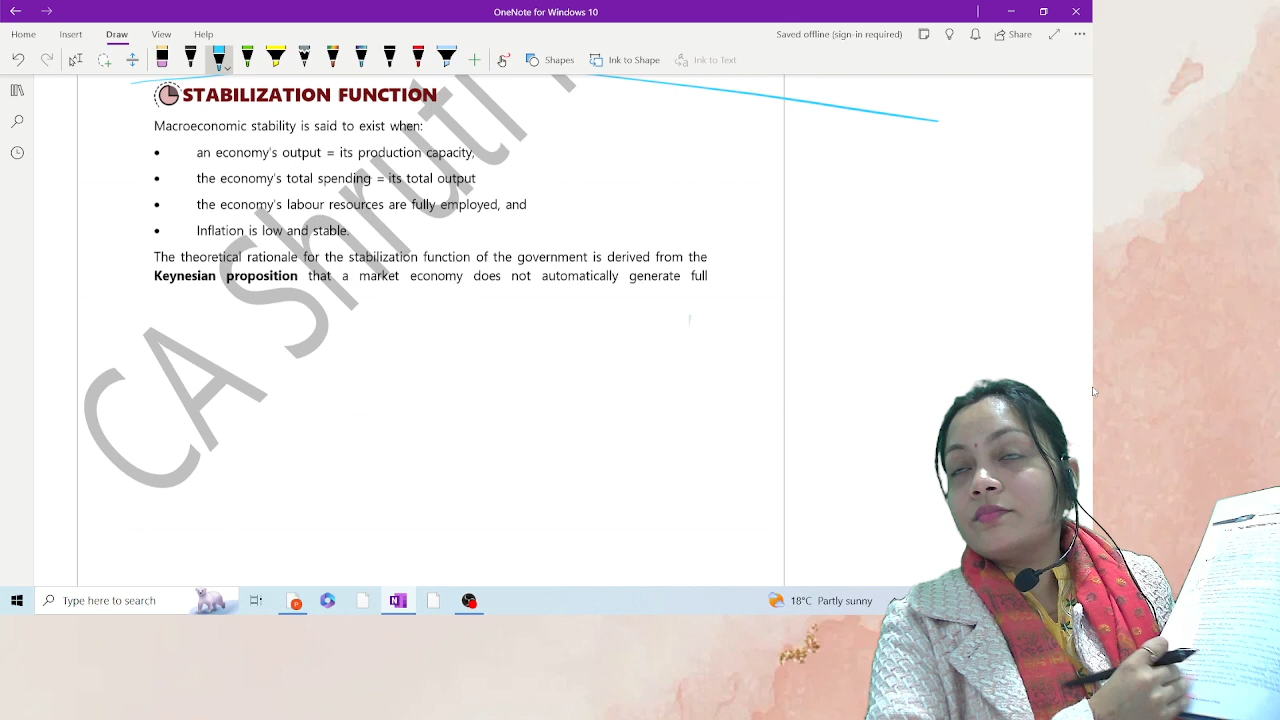 OneNote for Windows 10
Home Insert Draw View Help Saved offline (sign-in required) Share
Shapes Ink to Shape Ink to Text
STABILIZATION FUNCTION
Macroeconomic stability is said to exist when:
• an economy's output = its production capacity,
• the economy's total spending = its total output
• the economy's labour resources are fully employed, and
• Inflation is low and stable.
The theoretical rationale for the stabilization function of the government is derived from the
Keynesian proposition that a market economy does not automatically generate full
CA Shruti
Type here to search 18°C Partly sunny